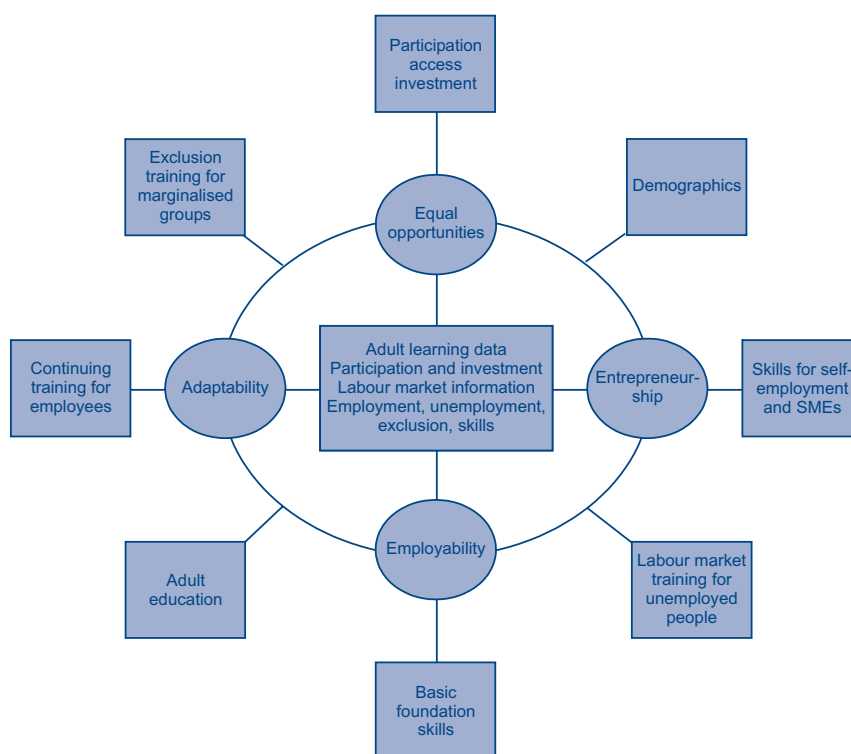 Participation
access
investment
Exclusion
training for
marginalised
groups
Demographics
Equal
opportunities
Continuing
training for
employees
Adaptability
Adult learning data
Participation and investment
Labour market information
Employment, unemployment,
exclusion, skills
Entrepreneur-
ship
Skills for self-
employment
and SMEs
Employability
Adult
education
Labour market
training for
unemployed
people
Basic
foundation
skills